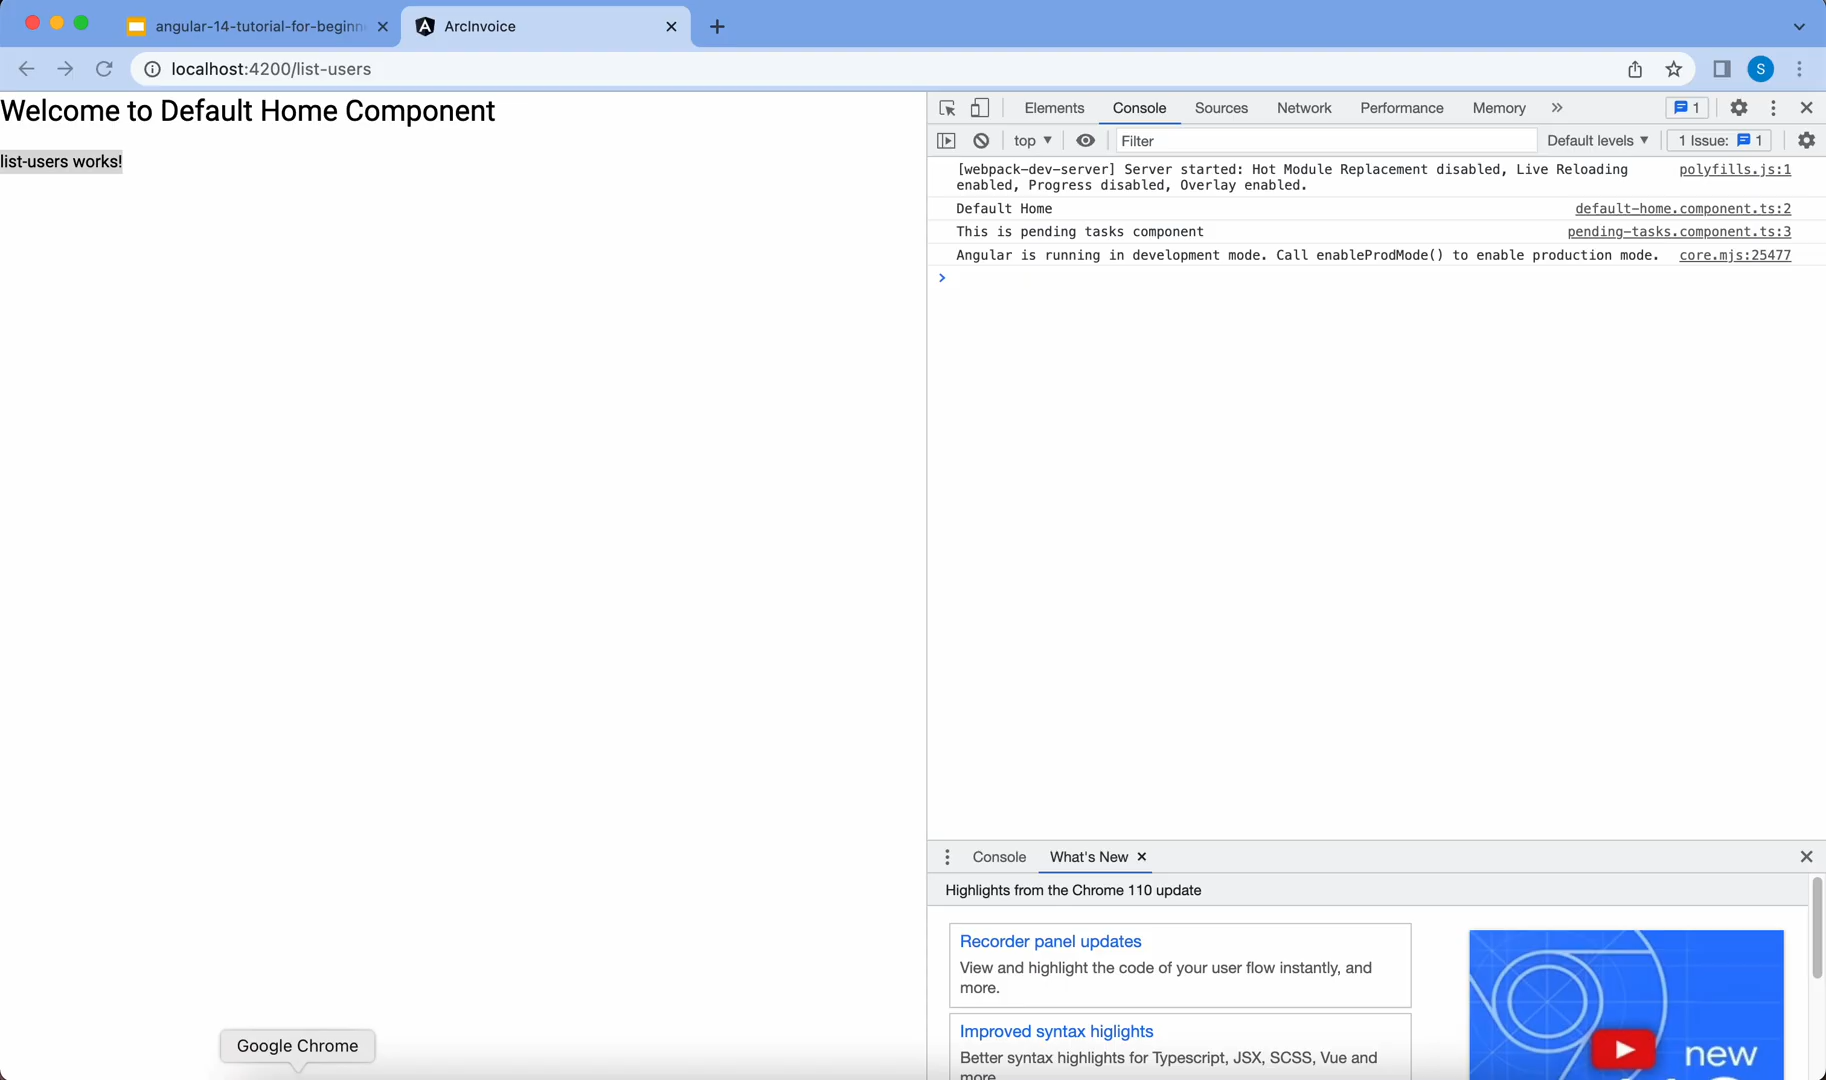 angular-14-tutorial-for-beginn
ArcInvoice
localhost:4200/list-users
S
Welcome to Default Home Component
list-users works!
Elements Console Sources Network Performance Memory
1
top
Filter
Default levels
1 Issue: 1
[webpack-dev-server] Server started: Hot Module Replacement disabled, Live Reloading polyfills.js:1
enabled, Progress disabled, Overlay enabled.
Default Home default-home.component.ts:2
This is pending tasks component pending-tasks.component.ts:3
Angular is running in development mode. Call enableProdMode() to enable production mode. core.mjs:25477
Console What's New
Highlights from the Chrome 110 update
Recorder panel updates
View and highlight the code of your user flow instantly, and
more.
Improved syntax higlights
Better syntax highlights for Typescript, JSX, SCSS, Vue and
more
new
Google Chrome